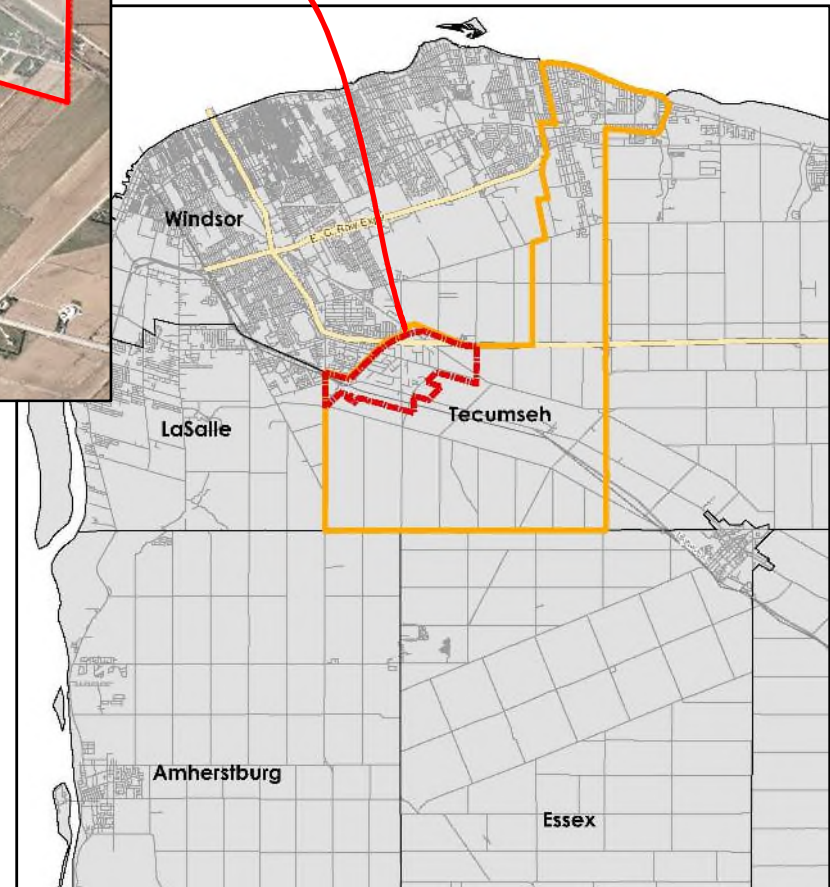 Windsor
E. C. Row Expy
LaSalle
Tecumseh
Amherstburg
Essex